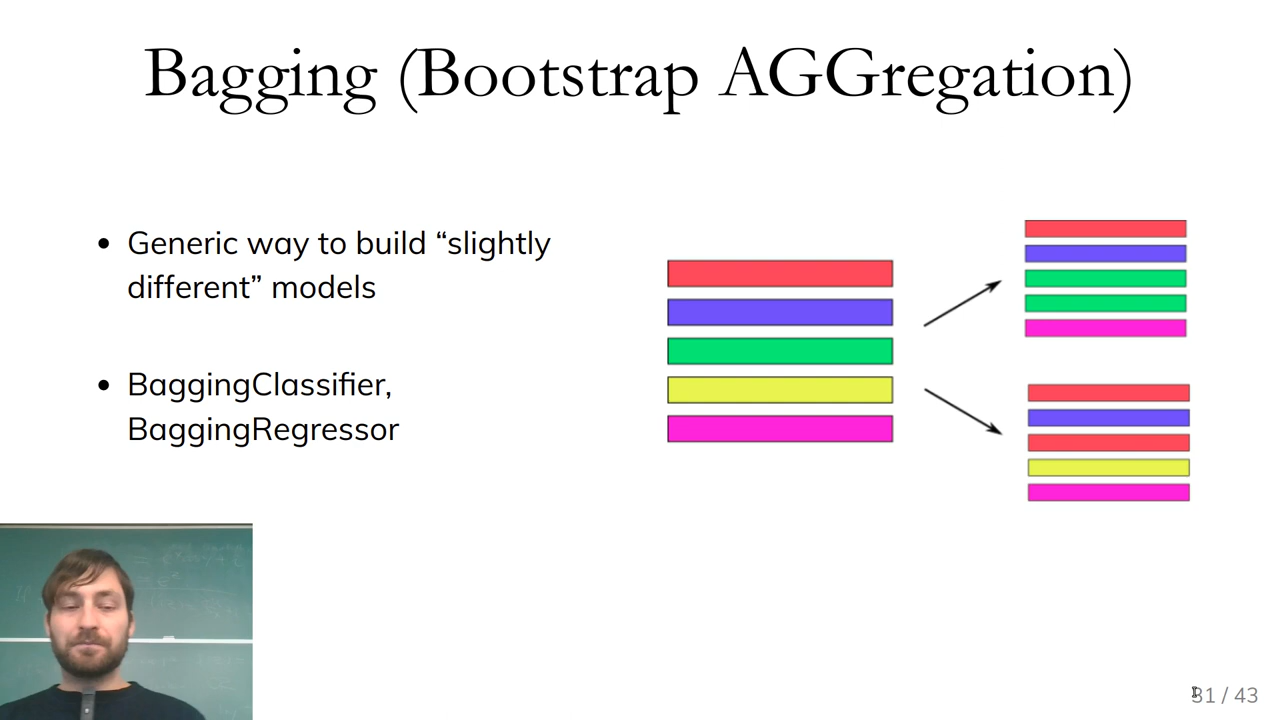 Bagging (Bootstrap AGGregation)
• Generic way to build “slightly
different” models
• BaggingClassifier,
BaggingRegressor
31 / 43